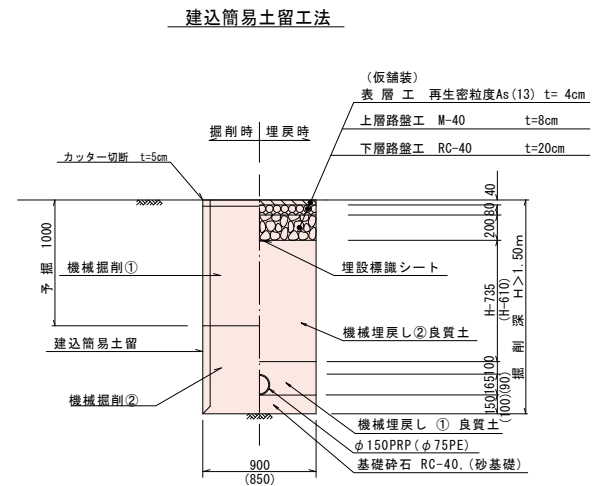 建込簡易土留工法
(仮舗装)
表 層 工 再生密粒度As(13) t= 4cm
上層路盤工 M-40 t=8cm
下層路盤工 RC-40 t=20cm
掘削時 埋戻時
カッター切断 t=5cm
予掘 1000
機械掘削①
建込簡易土留
機械掘削②
埋設標識シート
機械埋戻し②良質土
機械埋戻し ① 良質土
φ150PRP(φ75PE)
基礎砕石 RC-40,(砂基礎)
40
80
200
H-735
(H-610)
100
165
(90)
150
(100)
掘 削 深 H>1.50m
900
(850)